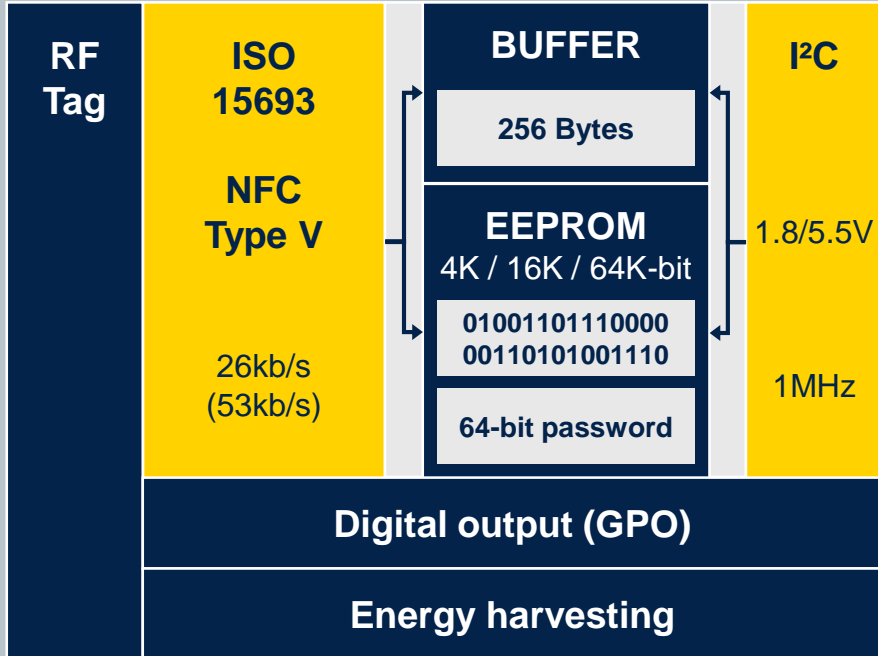 RF
Tag
ISO
15693
NFC
Type V
26kb/s
(53kb/s)
BUFFER
256 Bytes
EEPROM
4K / 16K / 64K-bit
01001101110000
00110101001110
64-bit password
I²C
1.8/5.5V
1MHz
Digital output (GPO)
Energy harvesting